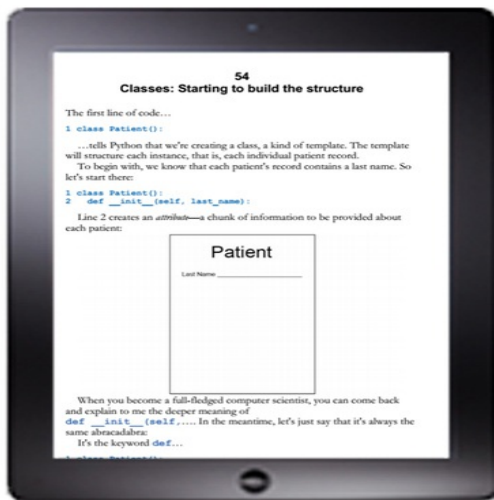 54
Classes: Starting to build the structure
The first line of code…
1 class Patient():
…tells Python that we're creating a class, a kind of template. The template
will structure each instance, that is, each individual patient record.
To begin with, we know that each patient's record contains a last name. So
let's start there:
1 class Patient():
2   def __init__(self, last_name):
Line 2 creates an attribute—a chunk of information to be provided about
each patient:
Patient
Last Name ____________________
When you become a full-fledged computer scientist, you can come back
and explain to me the deeper meaning of
def __init__(self,.... In the meantime, let's just say that it's always the
same abracadabra:
It's the keyword def…
1 class Patient():